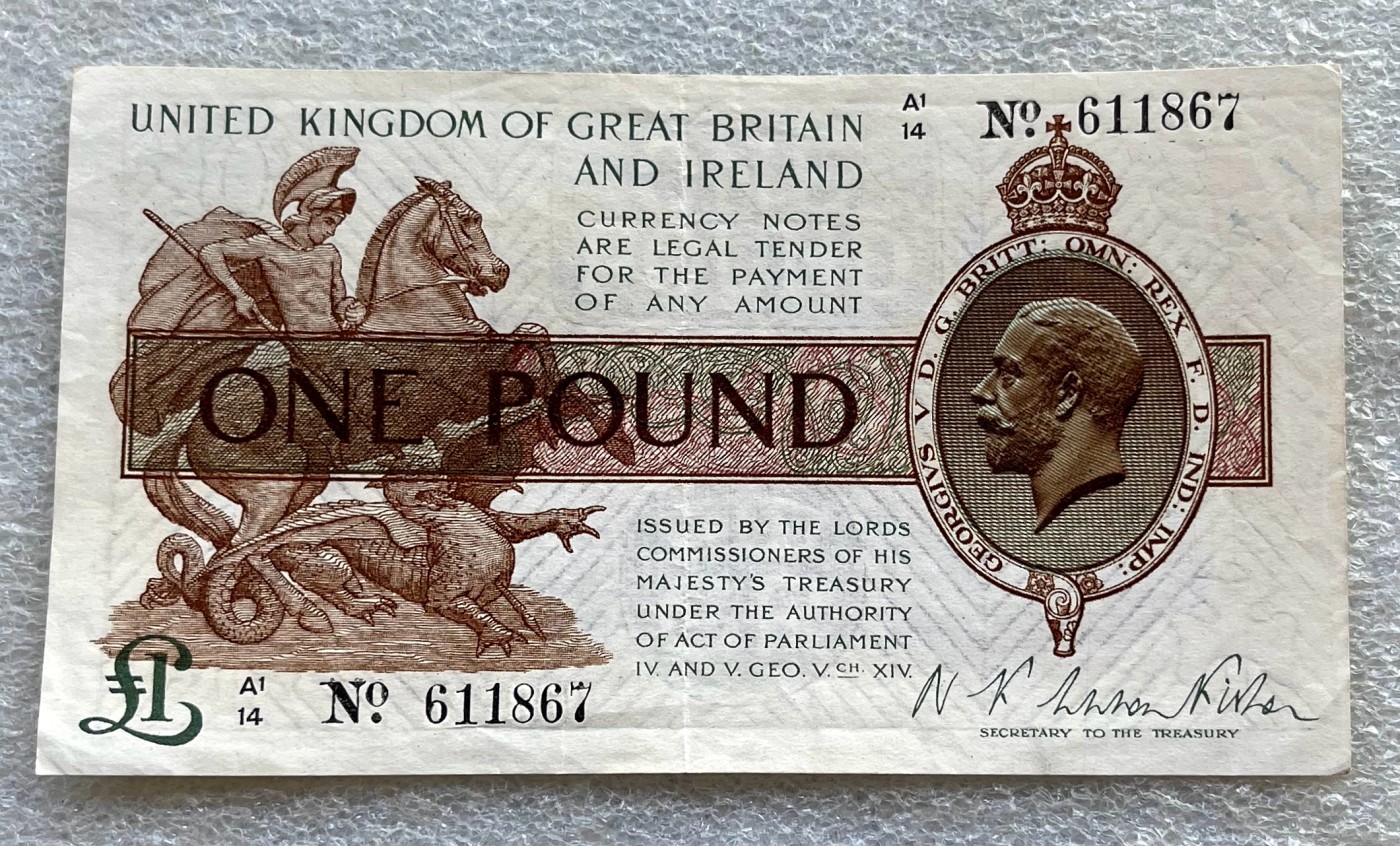 UNITED KINGDOM OF GREAT BRITAIN
AND IRELAND
A1
14
Nº 611867
CURRENCY NOTES
ARE LEGAL TENDER
FOR THE PAYMENT
OF ANY AMOUNT
ONE POUND
GEORGIVS V D. G. BRITT: OMN: REX F. D. IND: IMP:
ISSUED BY THE LORDS
COMMISSIONERS OF HIS
MAJESTY'S TREASURY
UNDER THE AUTHORITY
OF ACT OF PARLIAMENT
IV. AND V. GEO. V. CH. XIV.
£1
A1
14
Nº 611867
N K Warren Fisher
SECRETARY TO THE TREASURY